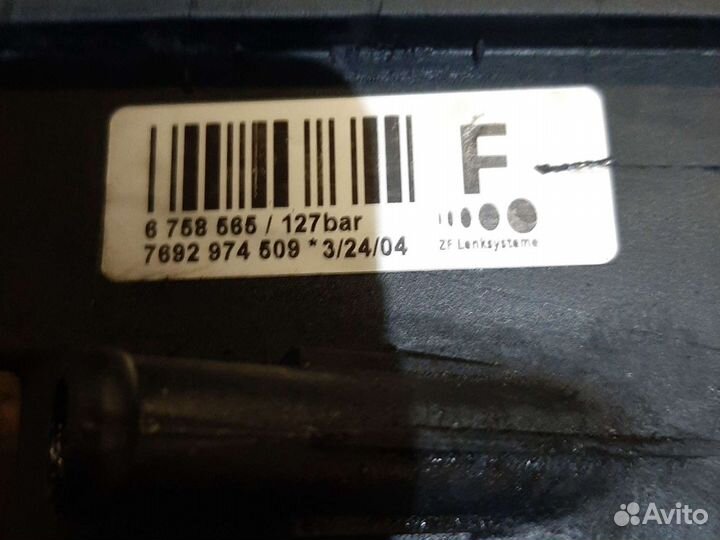 F
6 758 565 / 127bar
7692 974 509 * 3/24/04
ZF Lenksysteme
Avito